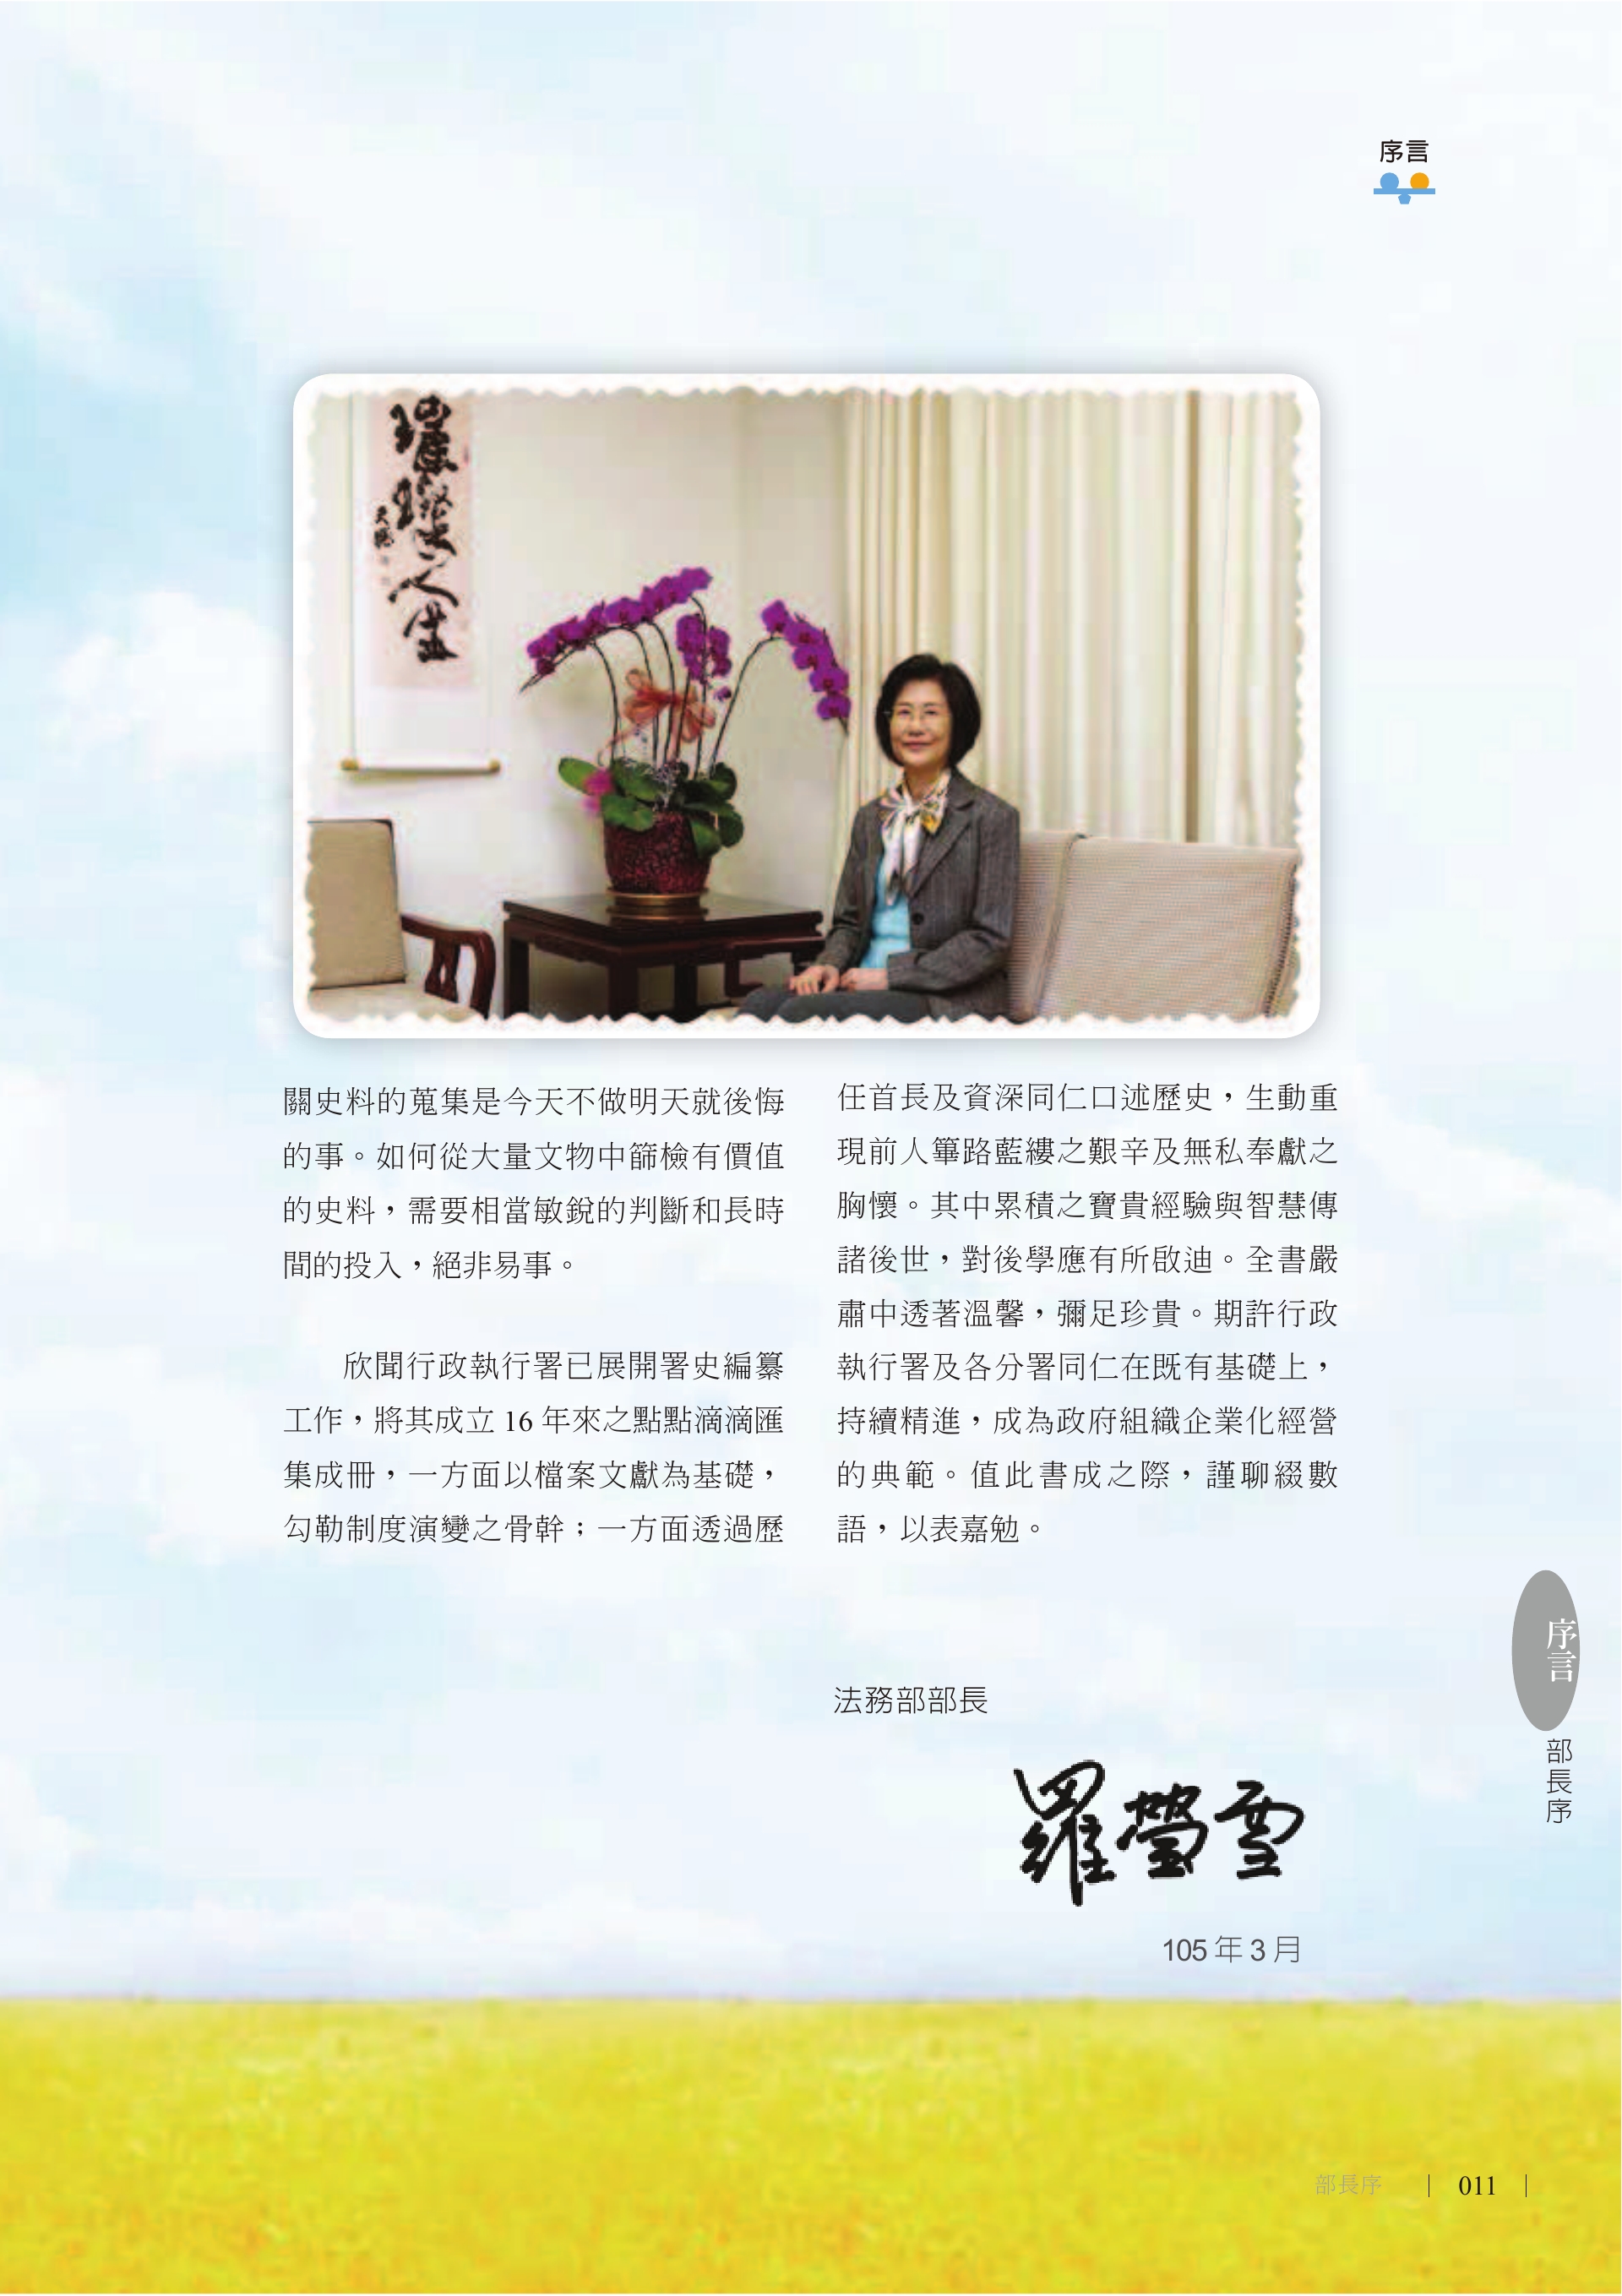 序言
璀璨人生
關史料的蒐集是今天不做明天就後悔
的事。如何從大量文物中篩檢有價值
的史料，需要相當敏銳的判斷和長時
間的投入，絕非易事。
欣聞行政執行署已展開署史編纂
工作，將其成立 16 年來之點點滴滴匯
集成冊，一方面以檔案文獻為基礎，
勾勒制度演變之骨幹；一方面透過歷
任首長及資深同仁口述歷史，生動重
現前人篳路藍縷之艱辛及無私奉獻之
胸懷。其中累積之寶貴經驗與智慧傳
諸後世，對後學應有所啟迪。全書嚴
肅中透著溫馨，彌足珍貴。期許行政
執行署及各分署同仁在既有基礎上，
持續精進，成為政府組織企業化經營
的典範。值此書成之際，謹聊綴數
語，以表嘉勉。
法務部部長
羅瑩雪
105 年 3 月
序言
部長序
部長序 | 011 |